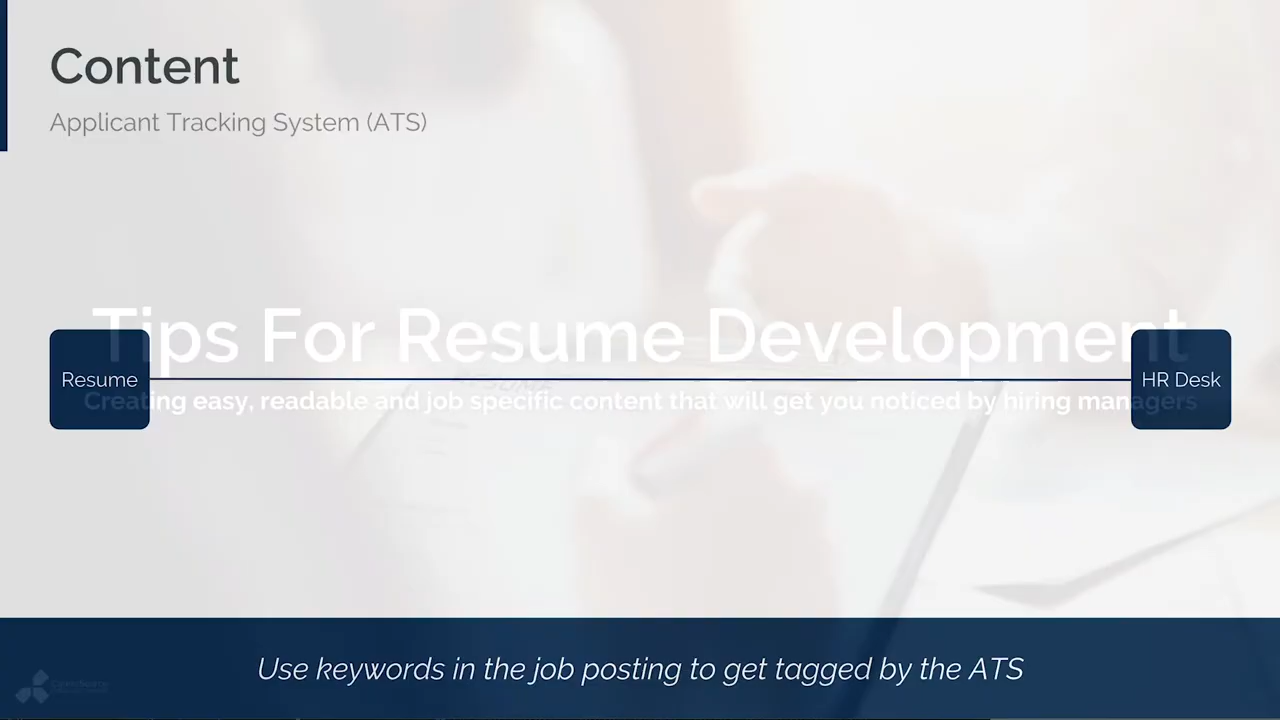 Content
Applicant Tracking System (ATS)
Tips For Resume Development
Resume
HR Desk
Creating easy, readable and job specific content that will get you noticed by hiring managers
RESUME
Use keywords in the job posting to get tagged by the ATS
CareerSource